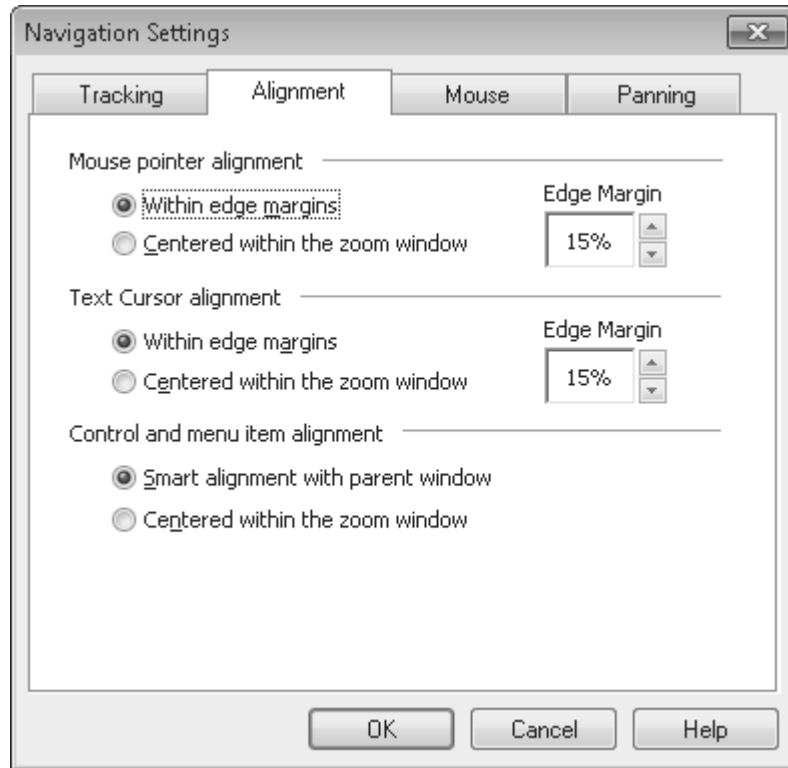 Navigation Settings
Tracking Alignment Mouse Panning
Mouse pointer alignment
Within edge margins
Centered within the zoom window
Edge Margin
15%
Text Cursor alignment
Within edge margins
Centered within the zoom window
Edge Margin
15%
Control and menu item alignment
Smart alignment with parent window
Centered within the zoom window
OK Cancel Help